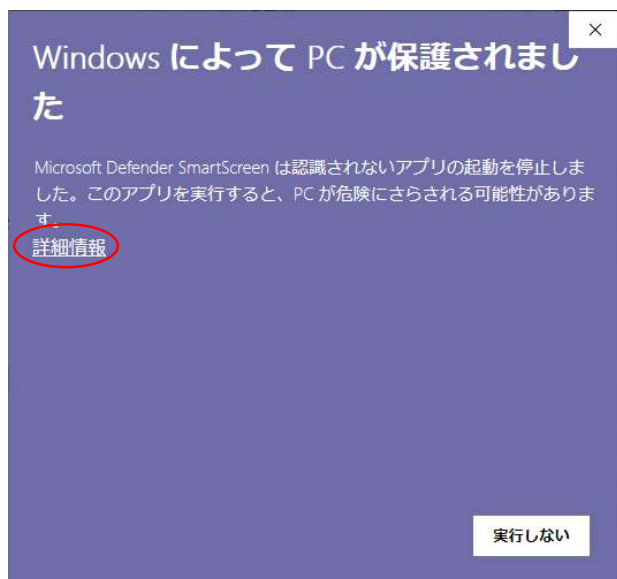 Windows によって PC が保護されまし
た
Microsoft Defender SmartScreen は認識されないアプリの起動を停止しま
した。このアプリを実行すると、PC が危険にさらされる可能性がありま
す。
詳細情報
実行しない